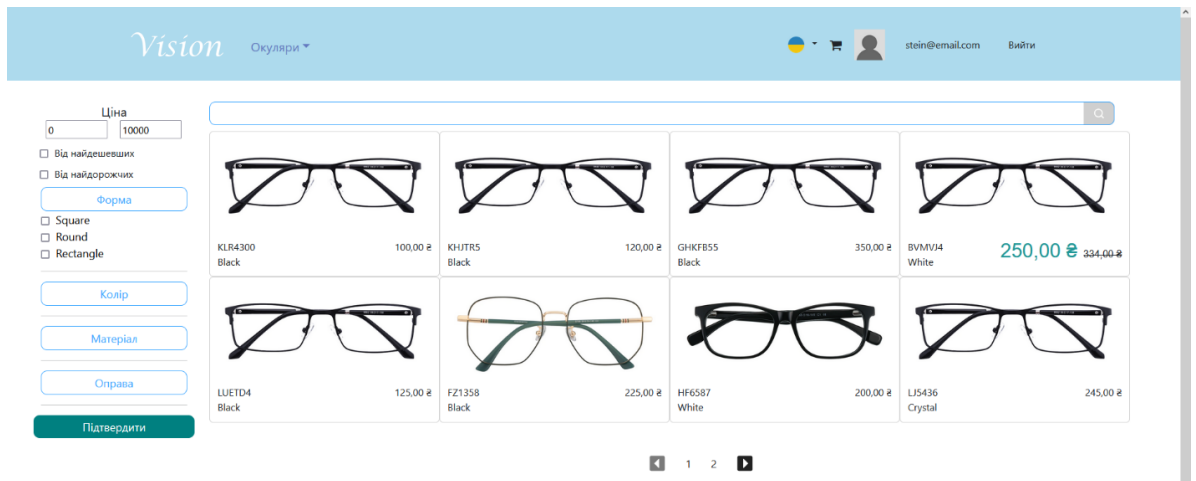 Vision
Окуляри
stein@email.com
Вийти
Ціна
0
10000
Від найдешевших
Від найдорожчих
Форма
Square
Round
Rectangle
Колір
Матеріал
Оправа
Підтвердити
KLR4300 100,00 ₴
Black
KHJTR5 120,00 ₴
Black
GHKFB55 350,00 ₴
Black
BVMVJ4 250,00 ₴ 334,00 ₴
White
LUETD4 125,00 ₴
Black
FZ1358 225,00 ₴
Black
HF6587 200,00 ₴
White
LJ5436 245,00 ₴
Crystal
1 2